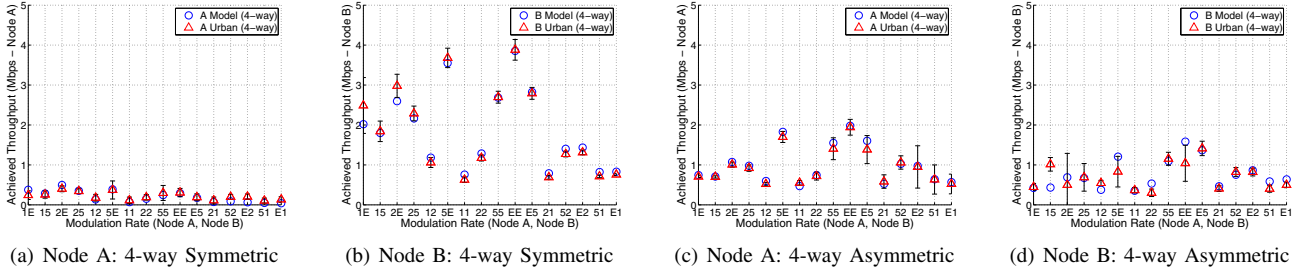 Achieved Throughput (Mbps − Node A)
5
4
3
2
1
0
A Model (4−way)
A Urban (4−way)
1E 15 2E 25 12 5E 11 22 55 EE E5 21 52 E2 51 E1
Modulation Rate (Node A, Node B)
(a) Node A: 4-way Symmetric
Achieved Throughput (Mbps − Node B)
5
4
3
2
1
0
B Model (4−way)
B Urban (4−way)
1E 15 2E 25 12 5E 11 22 55 EE E5 21 52 E2 51 E1
Modulation Rate (Node A, Node B)
(b) Node B: 4-way Symmetric
Achieved Throughput (Mbps − Node A)
5
4
3
2
1
0
A Model (4−way)
A Urban (4−way)
1E 15 2E 25 12 5E 11 22 55 EE E5 21 52 E2 51 E1
Modulation Rate (Node A, Node B)
(c) Node A: 4-way Asymmetric
Achieved Throughput (Mbps − Node B)
5
4
3
2
1
0
B Model (4−way)
B Urban (4−way)
1E 15 2E 25 12 5E 11 22 55 EE E5 21 52 E2 51 E1
Modulation Rate (Node A, Node B)
(d) Node B: 4-way Asymmetric